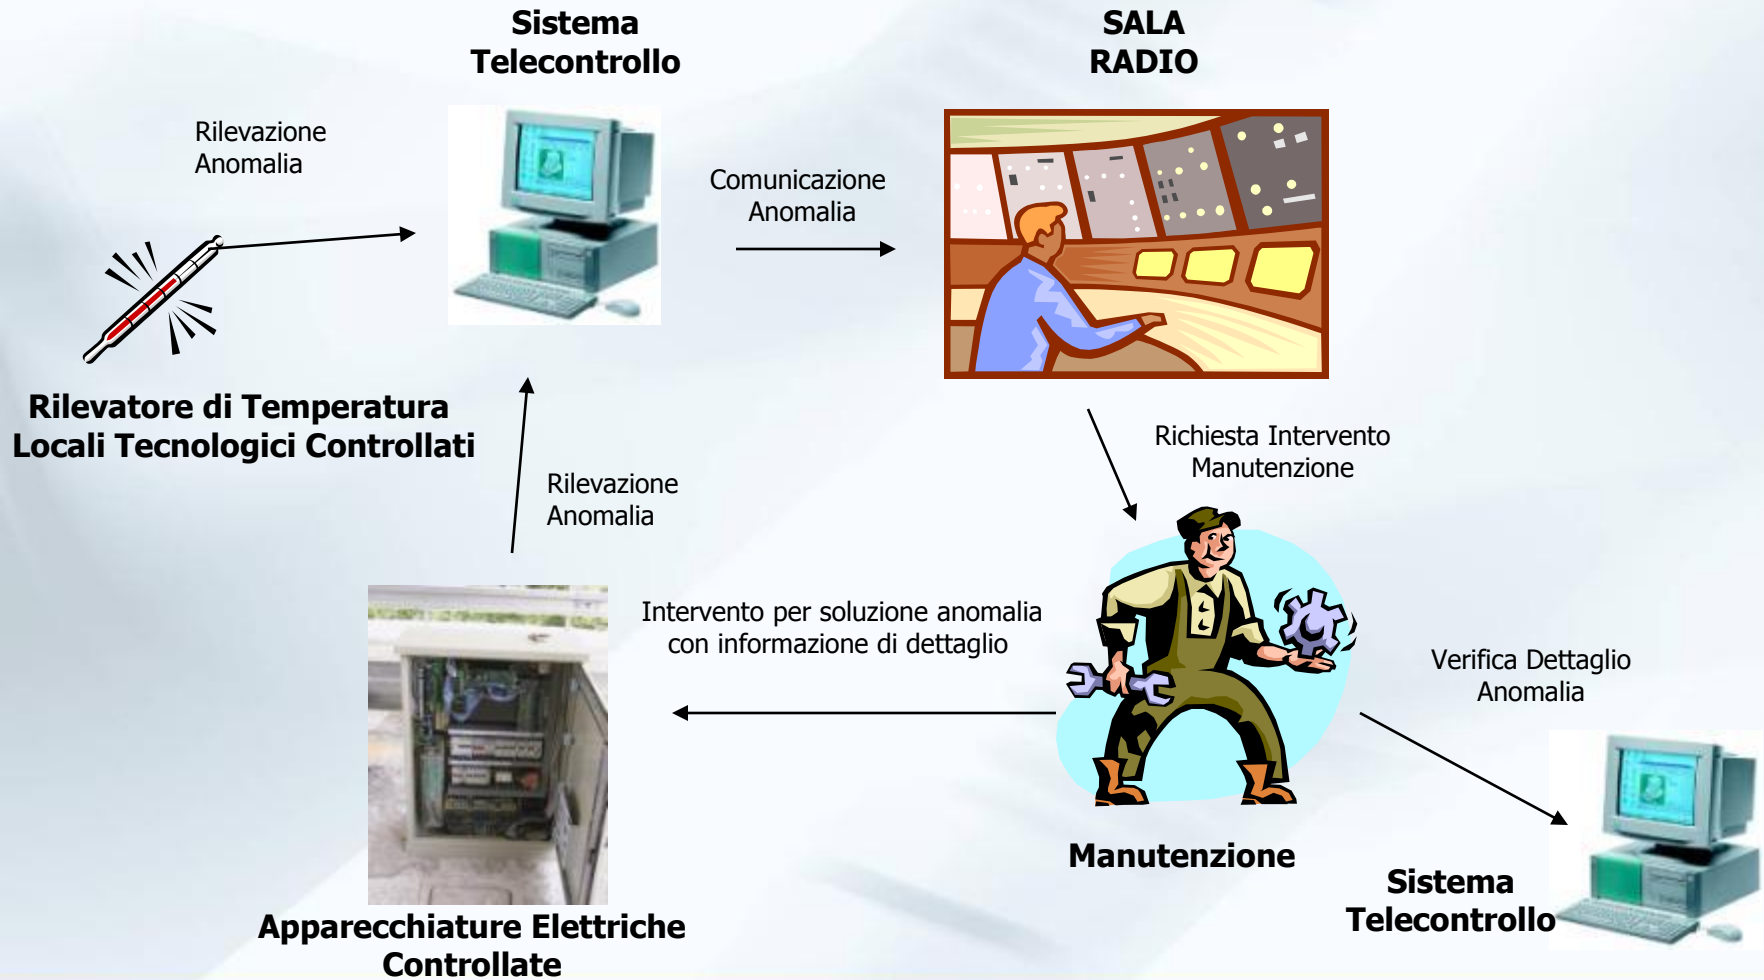 Sistema
Telecontrollo
SALA
RADIO
Rilevazione
Anomalia
Comunicazione
Anomalia
Rilevatore di Temperatura
Locali Tecnologici Controllati
Richiesta Intervento
Manutenzione
Rilevazione
Anomalia
Intervento per soluzione anomalia
con informazione di dettaglio
Verifica Dettaglio
Anomalia
Manutenzione
Sistema
Telecontrollo
Apparecchiature Elettriche
Controllate